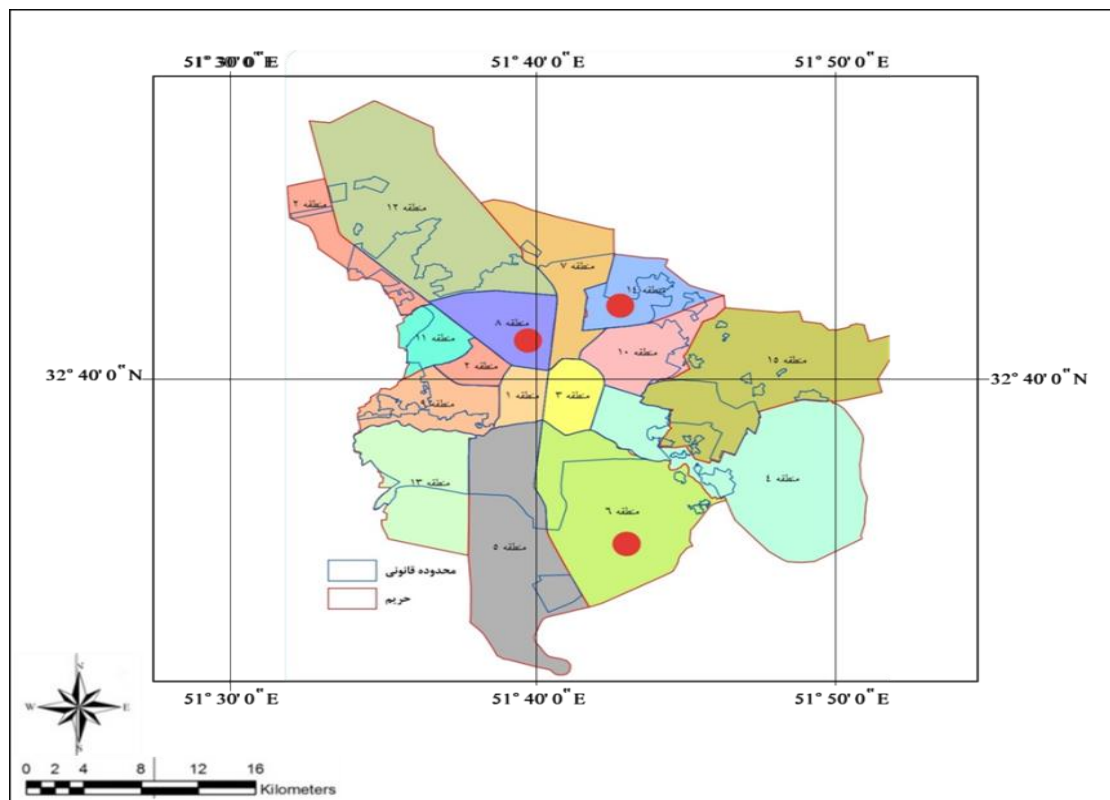 51° 30' 0" E 51° 40' 0" E 51° 50' 0" E
منطقه ۲
منطقه ۱۲
منطقه ۷
منطقه ۱۴
منطقه ۸
منطقه ۱۱
منطقه ۱۰
منطقه ۱۵
منطقه ۲
32° 40' 0" N 32° 40' 0" N
منطقه ۹
منطقه ۱
منطقه ۳
منطقه ۱۳
منطقه ۴
منطقه ۶
منطقه ۵
محدوده قانونی
حریم
51° 30' 0" E 51° 40' 0" E 51° 50' 0" E
W E
0 2 4 8 12 16
Kilometers